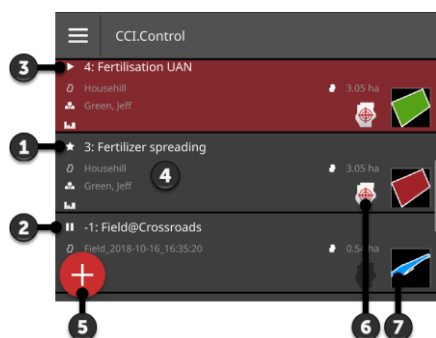 CCI.Control
3
4: Fertilisation UAN
Househill
3.05 ha
Green, Jeff
1
3: Fertilizer spreading
Househill
3.05 ha
Green, Jeff
4
2
-1: Field@Crossroads
Field_2018-10-16_16:35:20
0.54 ha
5
6
7